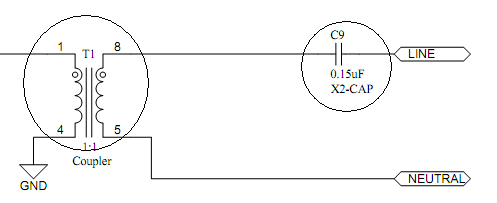 C9
1
T1
8
LINE
0.15uF
X2-CAP
4
5
1:1
Coupler
GND
NEUTRAL